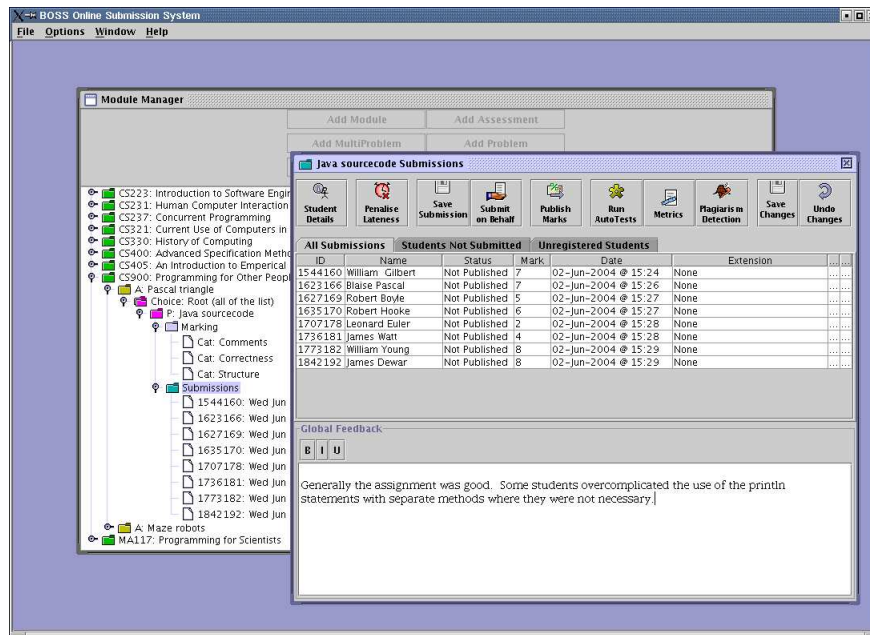 BOSS Online Submission System
File Options Window Help
Module Manager
Add Module Add Assessment
Add MultiProblem Add Problem
CS223: Introduction to Software Engin
CS231: Human Computer Interaction
CS237: Concurrent Programming
CS321: Current Use of Computers in
CS330: History of Computing
CS400: Advanced Specification Metho
CS405: An Introduction to Emperical
CS900: Programming for Other Peopl
A: Pascal triangle
Choice: Root (all of the list)
P: Java sourcecode
Marking
Cat: Comments
Cat: Correctness
Cat: Structure
Submissions
1544160: Wed Jun
1623166: Wed Jun
1627169: Wed Jun
1635170: Wed Jun
1707178: Wed Jun
1736181: Wed Jun
1773182: Wed Jun
1842192: Wed Jun
A: Maze robots
MA117: Programming for Scientists
Java sourcecode Submissions
Student Details Penalise Lateness Save Submission Submit on Behalf Publish Marks Run AutoTests Metrics Plagiarism Detection Save Changes Undo Changes
All Submissions Students Not Submitted Unregistered Students
ID Name Status Mark Date Extension ... ...
1544160 William Gilbert Not Published 7 02-Jun-2004 @ 15:24 None ... ...
1623166 Blaise Pascal Not Published 7 02-Jun-2004 @ 15:26 None ... ...
1627169 Robert Boyle Not Published 5 02-Jun-2004 @ 15:27 None ... ...
1635170 Robert Hooke Not Published 6 02-Jun-2004 @ 15:27 None ... ...
1707178 Leonard Euler Not Published 2 02-Jun-2004 @ 15:28 None ... ...
1736181 James Watt Not Published 4 02-Jun-2004 @ 15:28 None ... ...
1773182 William Young Not Published 8 02-Jun-2004 @ 15:29 None ... ...
1842192 James Dewar Not Published 8 02-Jun-2004 @ 15:29 None ... ...
Global Feedback
B I U
Generally the assignment was good. Some students overcomplicated the use of the println
statements with separate methods where they were not necessary.